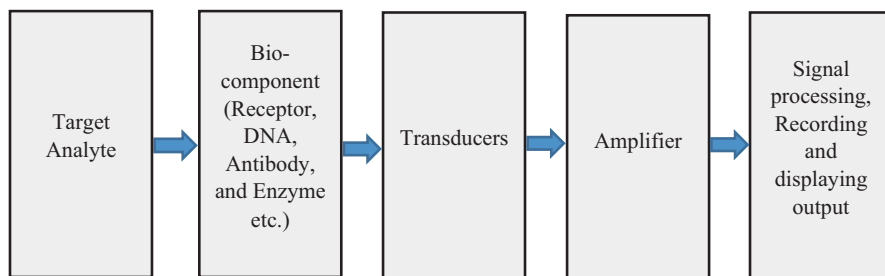 Target
Analyte
Bio-
component
(Receptor,
DNA,
Antibody,
and Enzyme
etc.)
Transducers
Amplifier
Signal
processing,
Recording
and
displaying
output